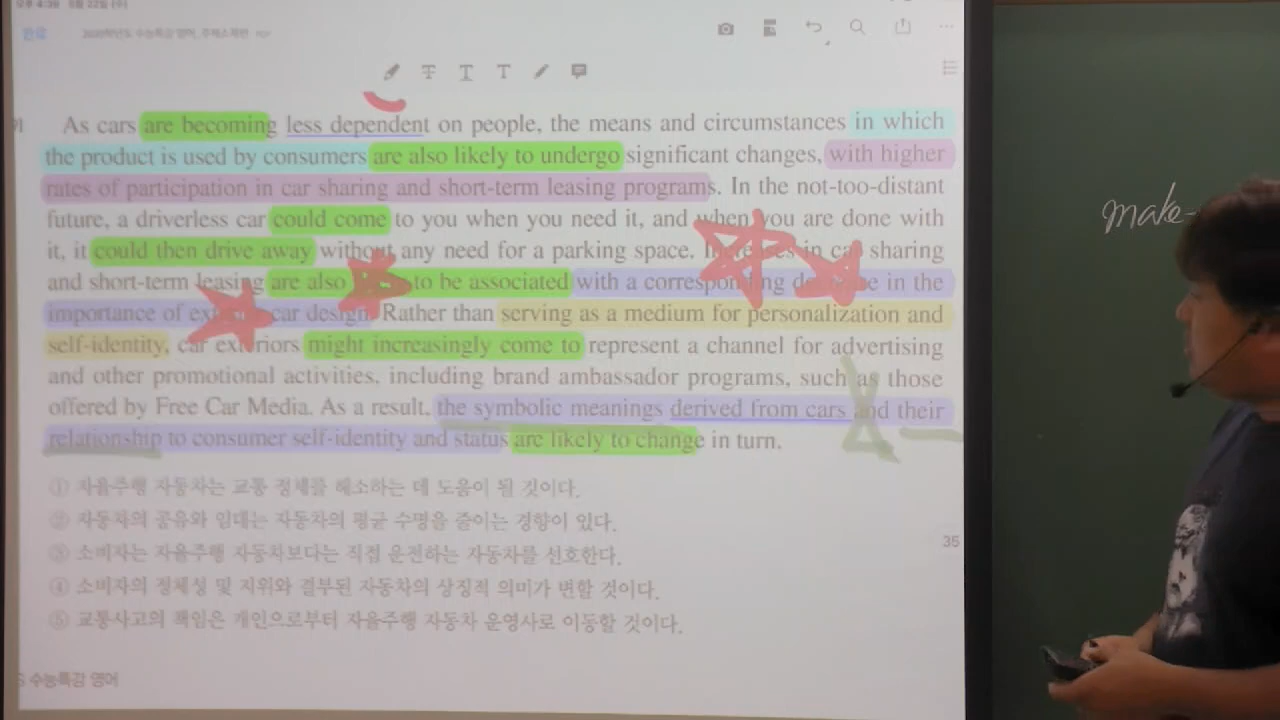 완료
As cars are becoming less dependent on people, the means and circumstances in which
the product is used by consumers are also likely to undergo significant changes, with higher
rates of participation in car sharing and short-term leasing programs. In the not-too-distant
future, a driverless car could come to you when you need it, and when you are done with
it, it could then drive away without any need for a parking space. in car sharing
and short-term leasing are also to be associated with a corresponding in the
importance of car design. Rather than serving as a medium for personalization and
self-identity, car exteriors might increasingly come to represent a channel for advertising
and other promotional activities, including brand ambassador programs, such as those
offered by Free Car Media. As a result, the symbolic meanings derived from cars and their
relationship to consumer self-identity and status are likely to change in turn.
① 자율주행 자동차는 교통 정체를 해소하는 데 도움이 될 것이다.
② 자동차의 공유와 임대는 자동차의 평균 수명을 줄이는 경향이 있다.
③ 소비자는 자율주행 자동차보다는 직접 운전하는 자동차를 선호한다.
④ 소비자의 정체성 및 지위와 결부된 자동차의 상징적 의미가 변할 것이다.
⑤ 교통사고의 책임은 개인으로부터 자율주행 자동차 운영사로 이동할 것이다.
35
수능특강 영어
make-